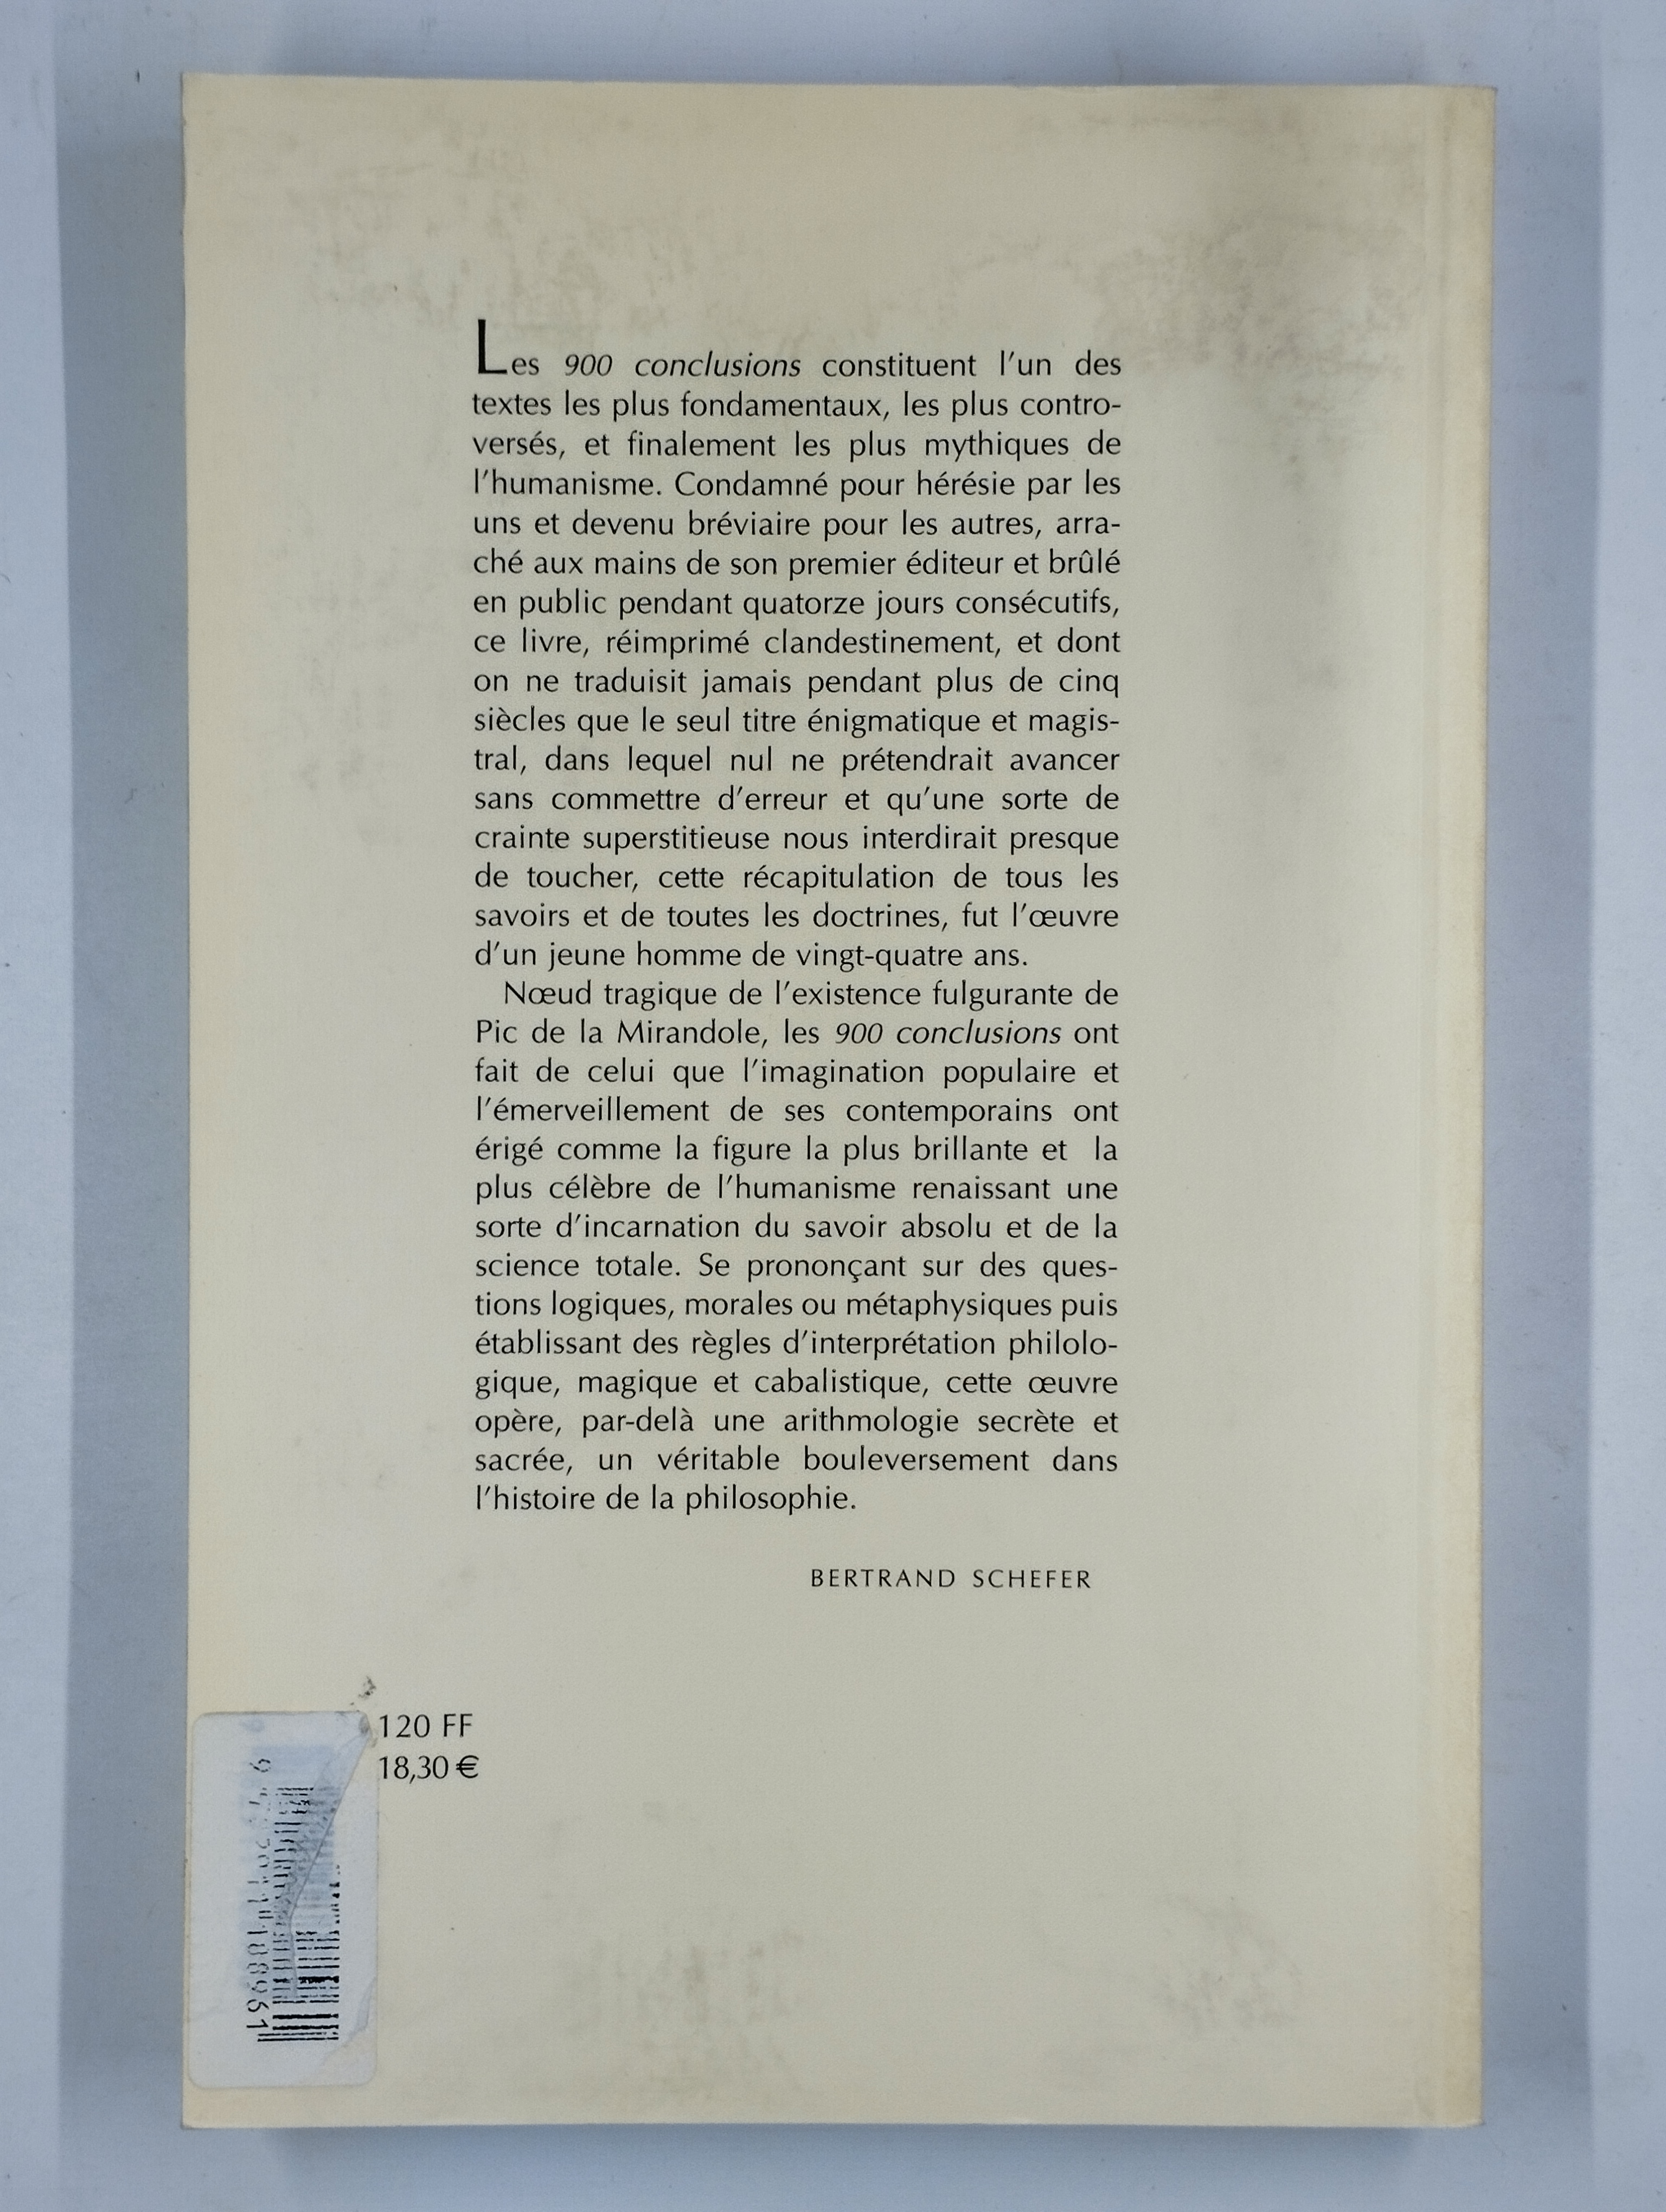 Les 900 conclusions constituent l'un des
textes les plus fondamentaux, les plus contro-
versés, et finalement les plus mythiques de
l'humanisme. Condamné pour hérésie par les
uns et devenu bréviaire pour les autres, arra-
ché aux mains de son premier éditeur et brûlé
en public pendant quatorze jours consécutifs,
ce livre, réimprimé clandestinement, et dont
on ne traduisit jamais pendant plus de cinq
siècles que le seul titre énigmatique et magis-
tral, dans lequel nul ne prétendrait avancer
sans commettre d'erreur et qu'une sorte de
crainte superstitieuse nous interdirait presque
de toucher, cette récapitulation de tous les
savoirs et de toutes les doctrines, fut l'œuvre
d'un jeune homme de vingt-quatre ans.
Nœud tragique de l'existence fulgurante de
Pic de la Mirandole, les 900 conclusions ont
fait de celui que l'imagination populaire et
l'émerveillement de ses contemporains ont
érigé comme la figure la plus brillante et la
plus célèbre de l'humanisme renaissant une
sorte d'incarnation du savoir absolu et de la
science totale. Se prononçant sur des ques-
tions logiques, morales ou métaphysiques puis
établissant des règles d'interprétation philolo-
gique, magique et cabalistique, cette œuvre
opère, par-delà une arithmologie secrète et
sacrée, un véritable bouleversement dans
l'histoire de la philosophie.
BERTRAND SCHEFER
120 FF
18,30 €